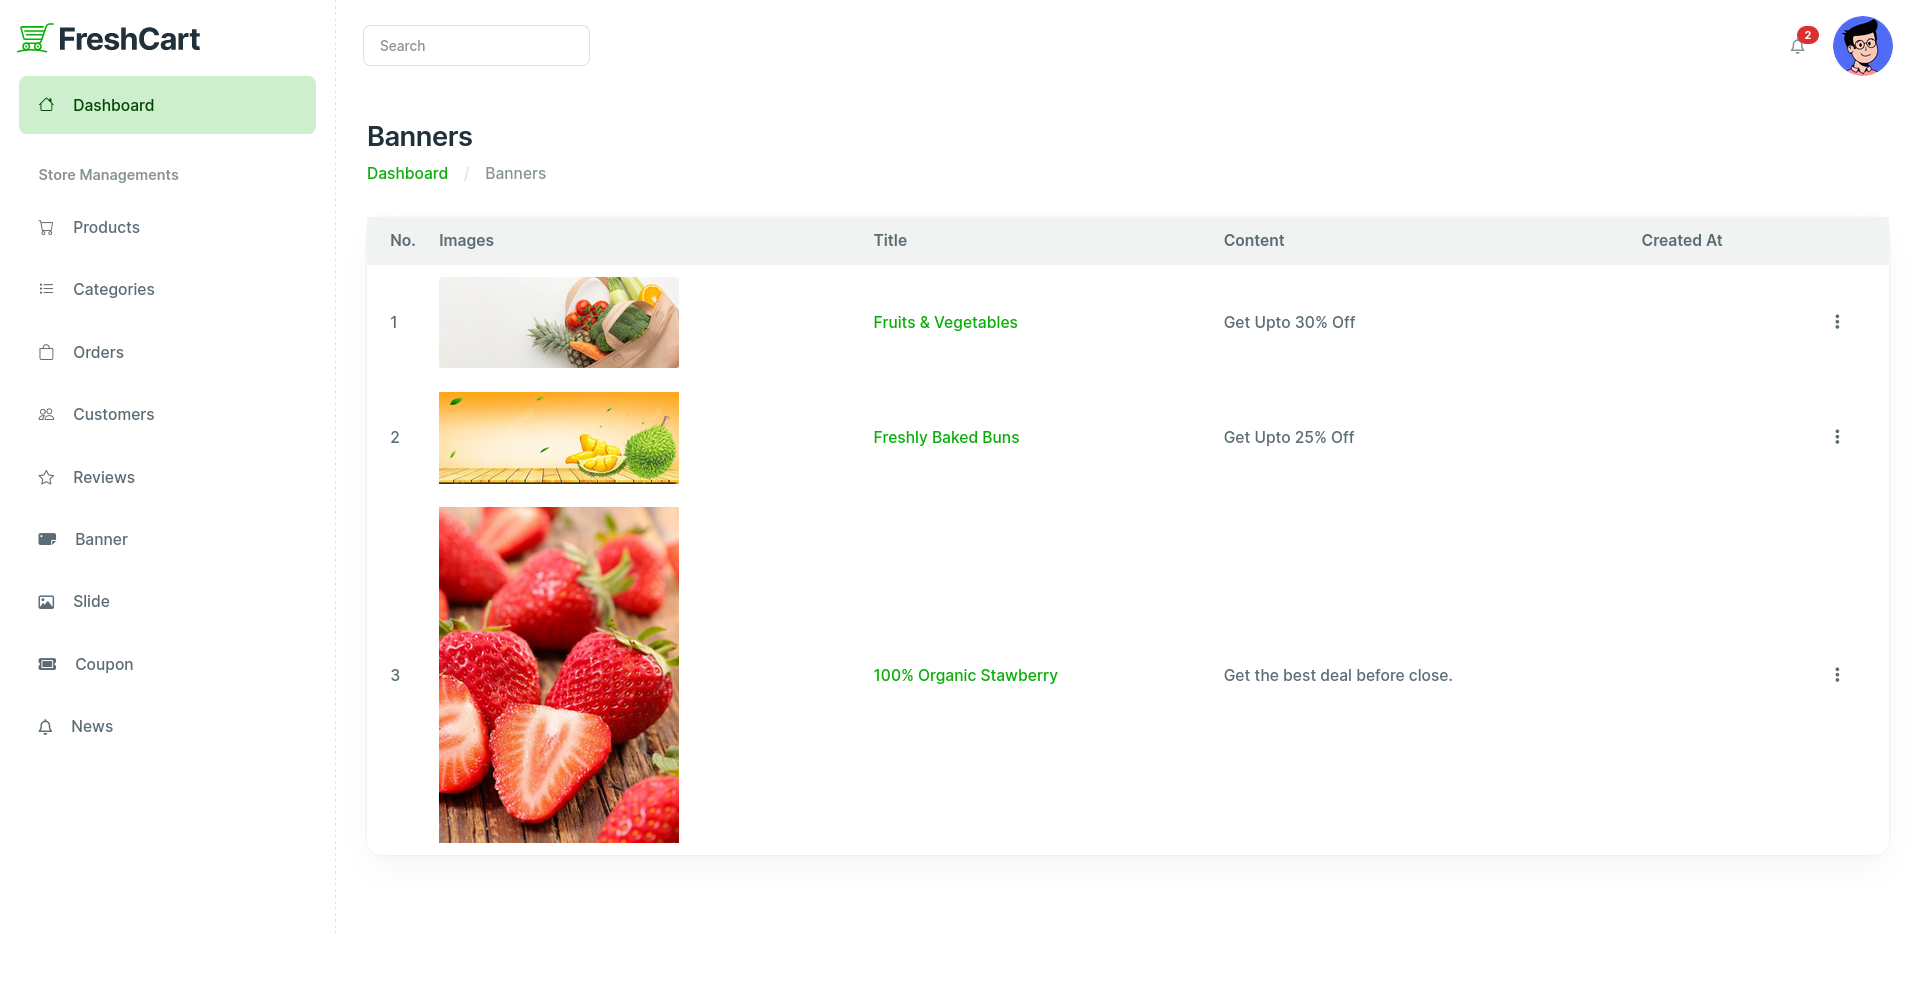 FreshCart
Search
2
Dashboard
Store Managements
Products
Categories
Orders
Customers
Reviews
Banner
Slide
Coupon
News
Banners
Dashboard / Banners
No. Images Title Content Created At
1 Fruits & Vegetables Get Upto 30% Off
2 Freshly Baked Buns Get Upto 25% Off
3 100% Organic Stawberry Get the best deal before close.